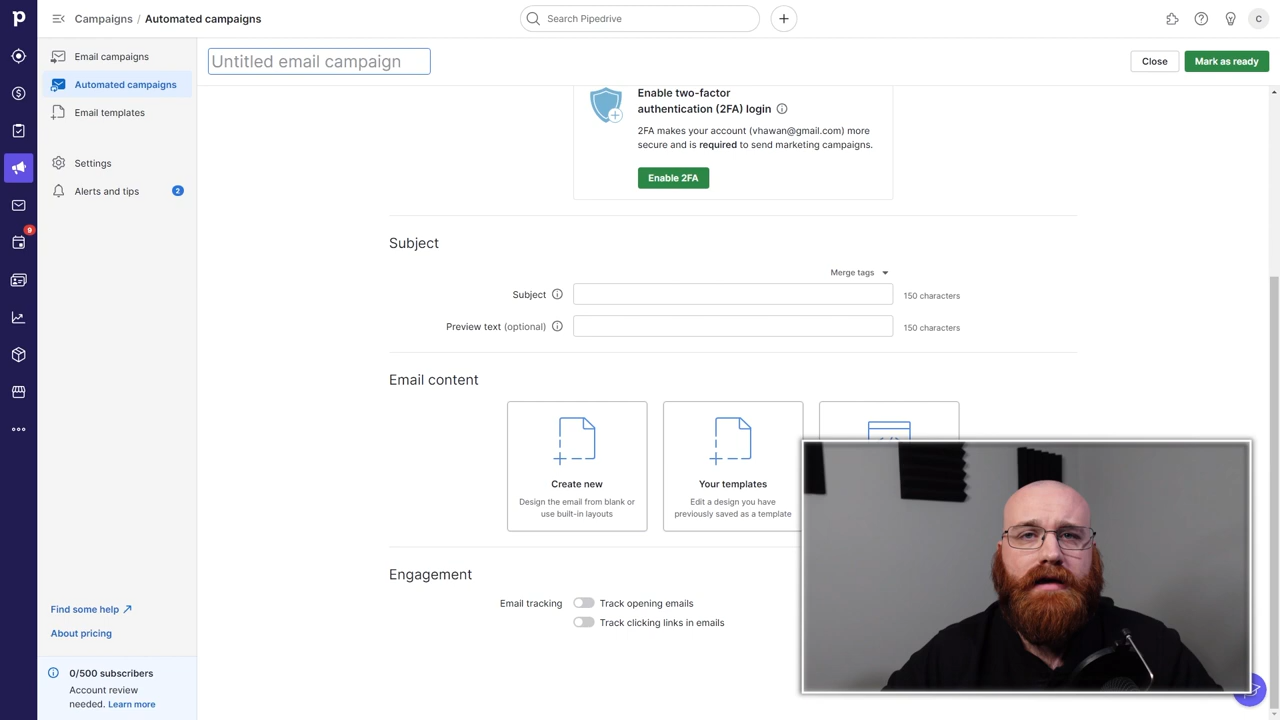 p
Campaigns / Automated campaigns
Search Pipedrive
C
Email campaigns
Automated campaigns
Email templates
Settings
Alerts and tips
2
9
Untitled email campaign
Close
Mark as ready
Enable two-factor
authentication (2FA) login
2FA makes your account (vhawan@gmail.com) more
secure and is required to send marketing campaigns.
Enable 2FA
Subject
Merge tags
Subject
150 characters
Preview text (optional)
150 characters
Email content
Create new
Design the email from blank or
use built-in layouts
Your templates
Edit a design you have
previously saved as a template
Engagement
Email tracking
Track opening emails
Track clicking links in emails
Find some help
About pricing
0/500 subscribers
Account review
needed. Learn more